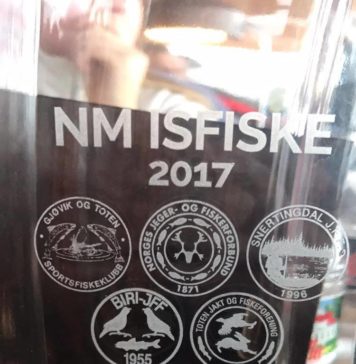 NM ISFISKE
2017
GJØVIK OG TOTEN
SPORTSFISKEKLUBB
NORGES JEGER- OG FISKERFORBUND
1871
SNERTINGDAL
1996
BIRI-JFF
1955
TOTEN JAKT OG FISKEFORENING